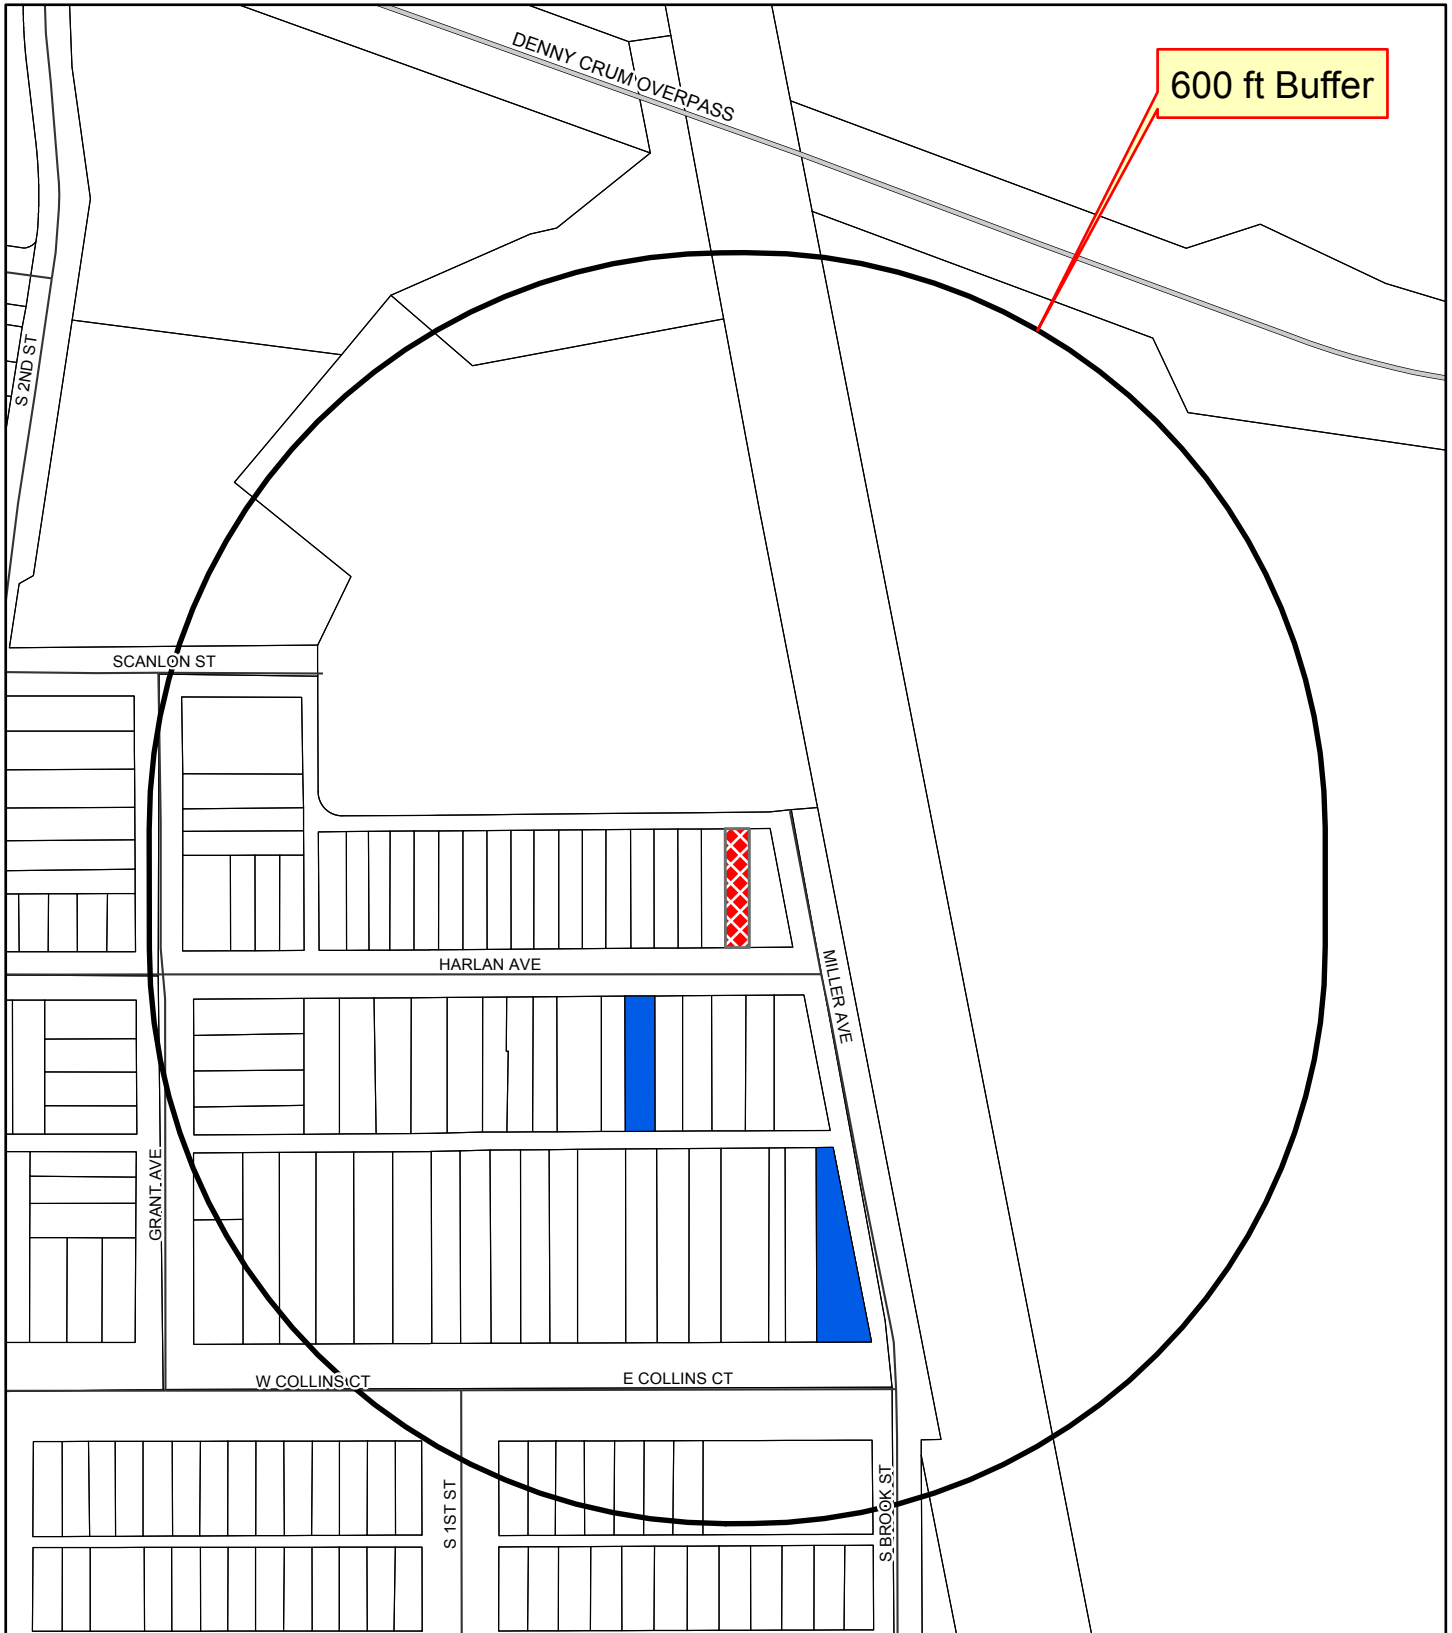 DENNY CRUM OVERPASS
600 ft Buffer
S 2ND ST
SCANLON ST
HARLAN AVE
MILLER AVE
GRANT AVE
W COLLINS CT
E COLLINS CT
S 1ST ST
S BROOK ST